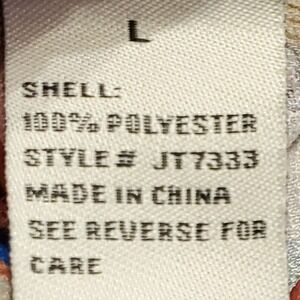 L
SHELL:
100% POLYESTER
STYLE# JT7333
MADE IN CHINA
SEE REVERSE FOR
CARE